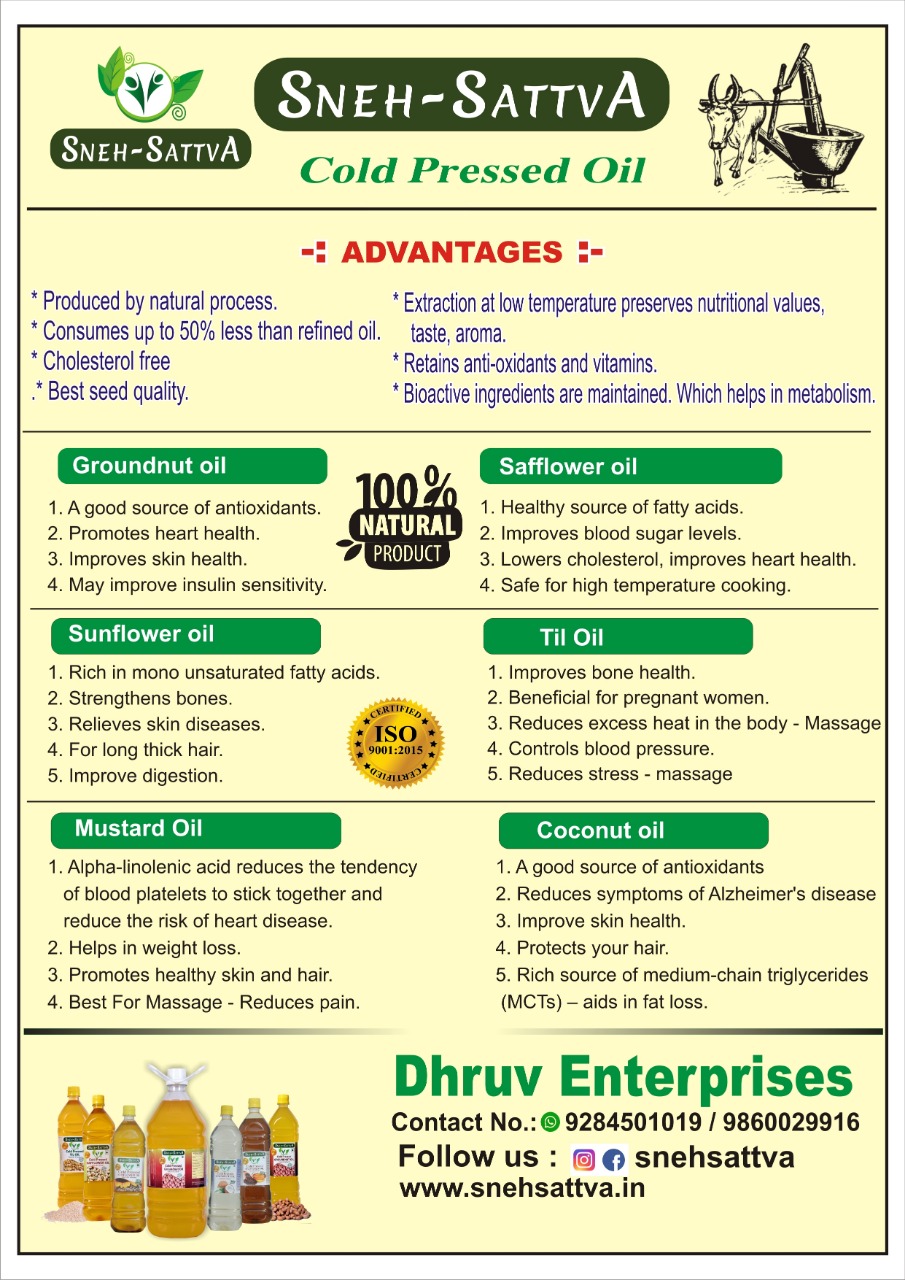 SNEH-SATTVA
SNEH-SATTVA
Cold Pressed Oil
-: ADVANTAGES :-
* Produced by natural process.
* Consumes up to 50% less than refined oil.
* Cholesterol free
.* Best seed quality.
* Extraction at low temperature preserves nutritional values,
taste, aroma.
* Retains anti-oxidants and vitamins.
* Bioactive ingredients are maintained. Which helps in metabolism.
Groundnut oil
1. A good source of antioxidants.
2. Promotes heart health.
3. Improves skin health.
4. May improve insulin sensitivity.
100%
NATURAL
PRODUCT
Safflower oil
1. Healthy source of fatty acids.
2. Improves blood sugar levels.
3. Lowers cholesterol, improves heart health.
4. Safe for high temperature cooking.
Sunflower oil
1. Rich in mono unsaturated fatty acids.
2. Strengthens bones.
3. Relieves skin diseases.
4. For long thick hair.
5. Improve digestion.
CERTIFIED
ISO
9001:2015
CERTIFIED
Til Oil
1. Improves bone health.
2. Beneficial for pregnant women.
3. Reduces excess heat in the body - Massage
4. Controls blood pressure.
5. Reduces stress - massage
Mustard Oil
1. Alpha-linolenic acid reduces the tendency
of blood platelets to stick together and
reduce the risk of heart disease.
2. Helps in weight loss.
3. Promotes healthy skin and hair.
4. Best For Massage - Reduces pain.
Coconut oil
1. A good source of antioxidants
2. Reduces symptoms of Alzheimer's disease
3. Improve skin health.
4. Protects your hair.
5. Rich source of medium-chain triglycerides
(MCTs) – aids in fat loss.
Dhruv Enterprises
Contact No.: 9284501019 / 9860029916
Follow us : snehsattva
www.snehsattva.in